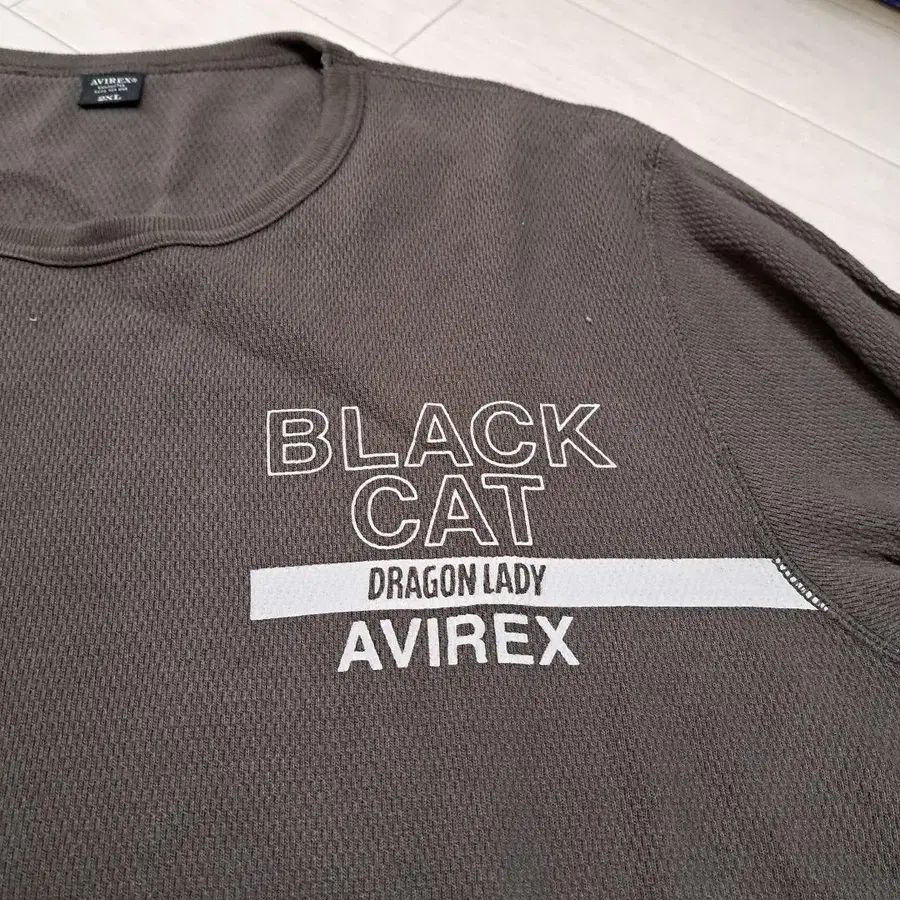 AVIREX
2XL
BLACK
CAT
DRAGON LADY
AVIREX